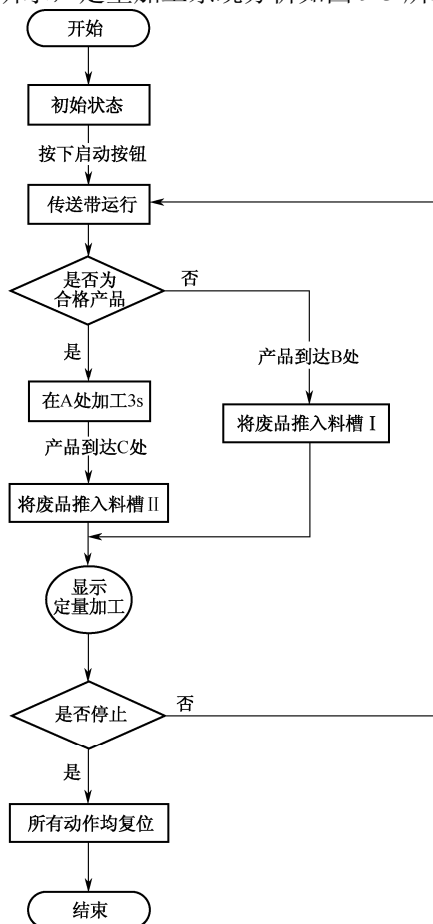 开始
初始状态
按下启动按钮
传送带运行
是否为
合格产品
否
是
产品到达B处
在A处加工3s
将废品推入料槽Ⅰ
产品到达C处
将废品推入料槽Ⅱ
显示
定量加工
是否停止
否
是
所有动作均复位
结束